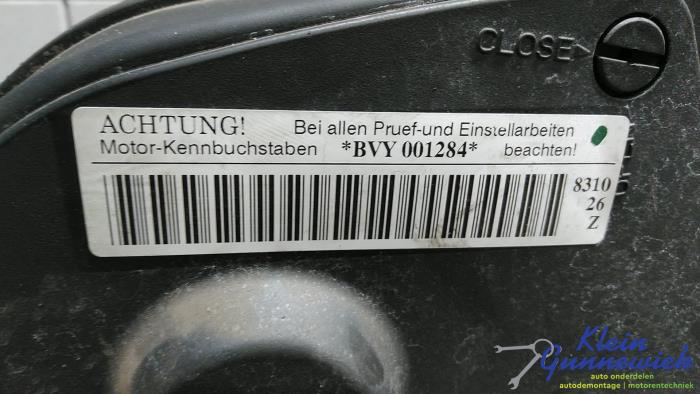 CLOSE
ACHTUNG! Bei allen Pruef-und Einstellarbeiten
Motor-Kennbuchstaben *BVY 001284* beachten!
8310
26
Z
Klein
Gunnewiek
auto onderdelen
autodemontage | motorentechniek